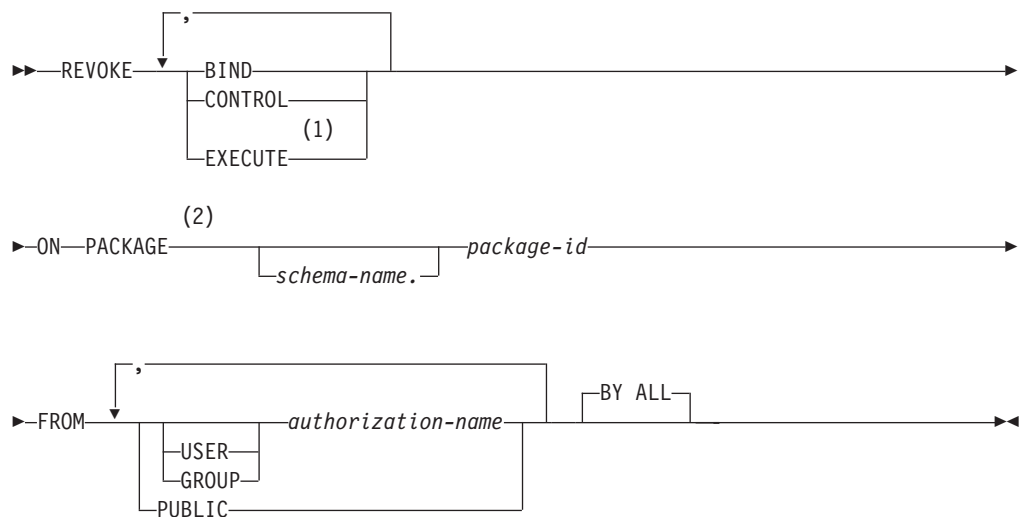 ,
REVOKE BIND
CONTROL
(1)
EXECUTE
(2)
ON PACKAGE package-id
schema-name.
,
BY ALL
FROM authorization-name
USER
GROUP
PUBLIC